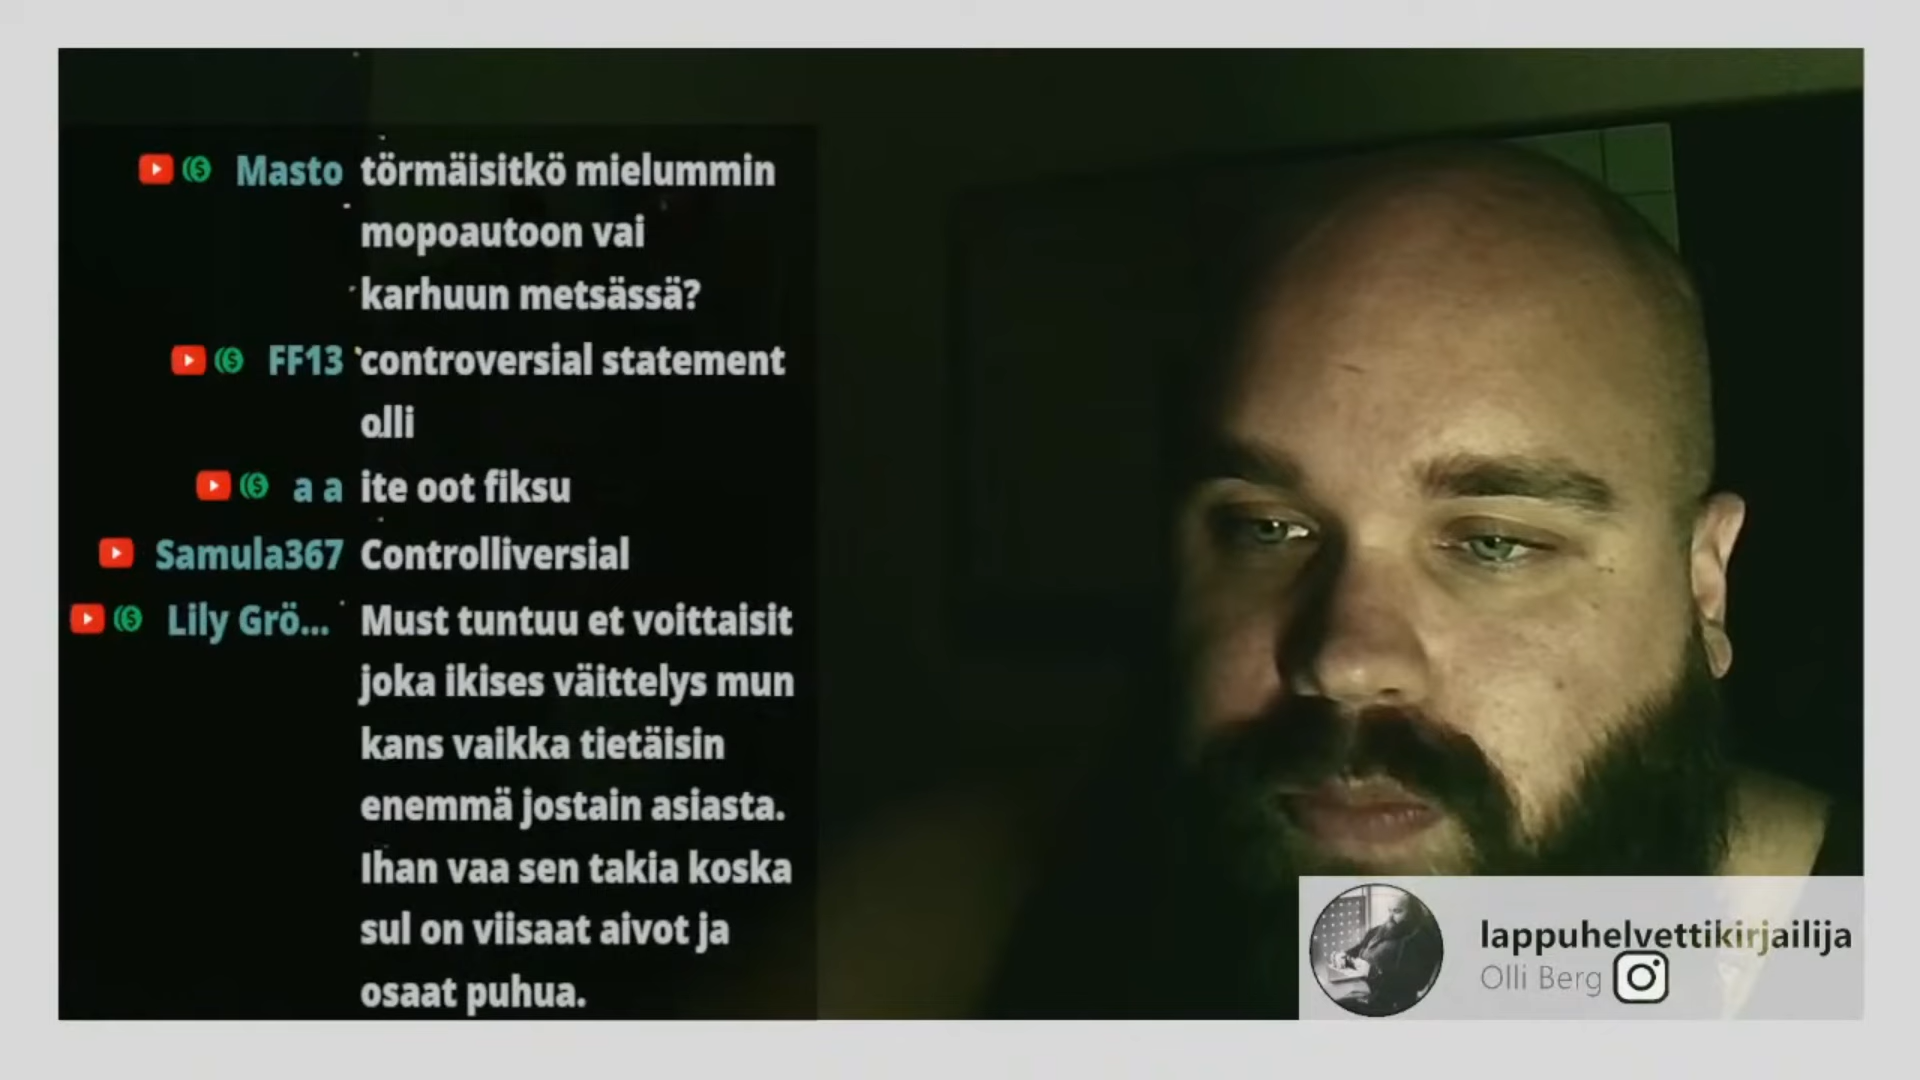 Masto törmäisitkö mielummin
mopoautoon vai
karhuun metsässä?
FF13 controversial statement
olli
a a ite oot fiksu
Samula367 Controlliversial
Lily Grö... Must tuntuu et voittaisit
joka ikises väittelys mun
kans vaikka tietäisin
enemmä jostain asiasta.
Ihan vaa sen takia koska
sul on viisaat aivot ja
osaat puhua.
lappuhelvettikirjailija
Olli Berg